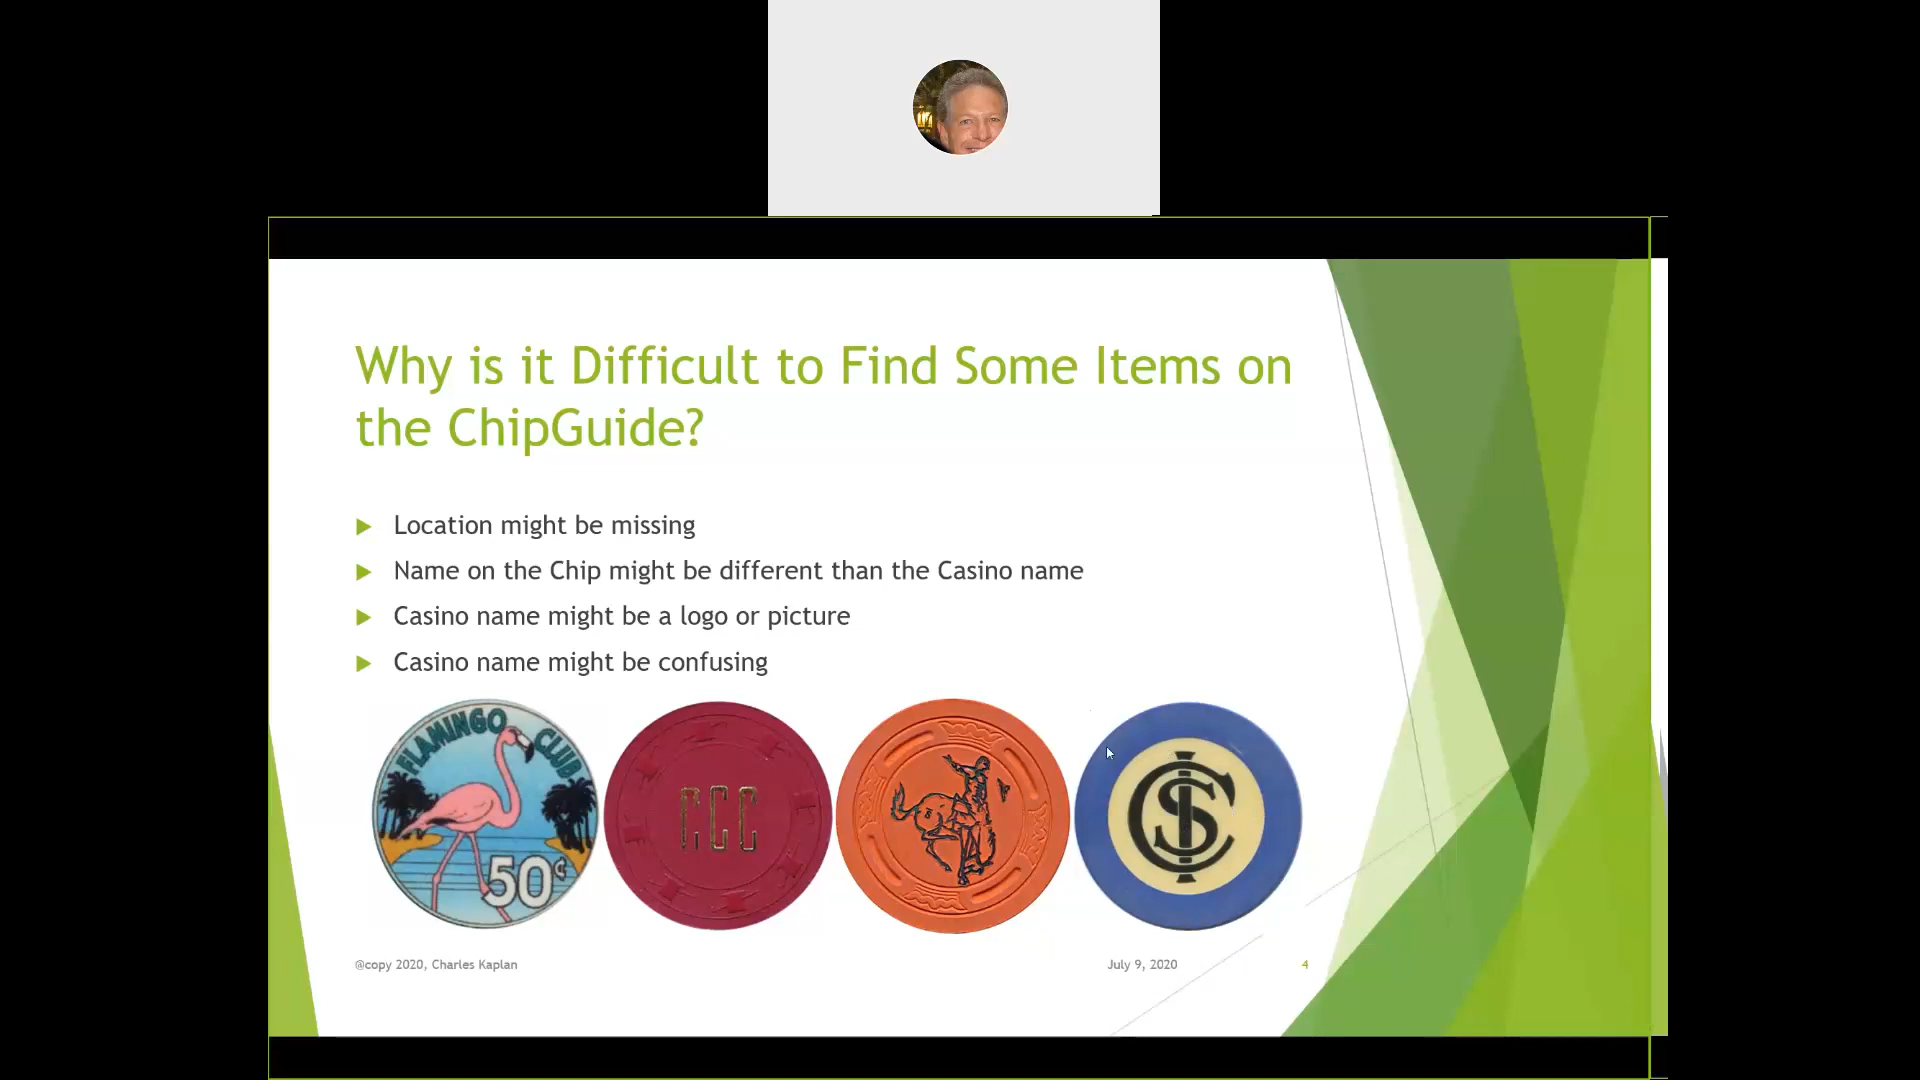 Why is it Difficult to Find Some Items on
the ChipGuide?
Location might be missing
Name on the Chip might be different than the Casino name
Casino name might be a logo or picture
Casino name might be confusing
FLAMINGO CLUB
50¢
@copy 2020, Charles Kaplan
July 9, 2020
4